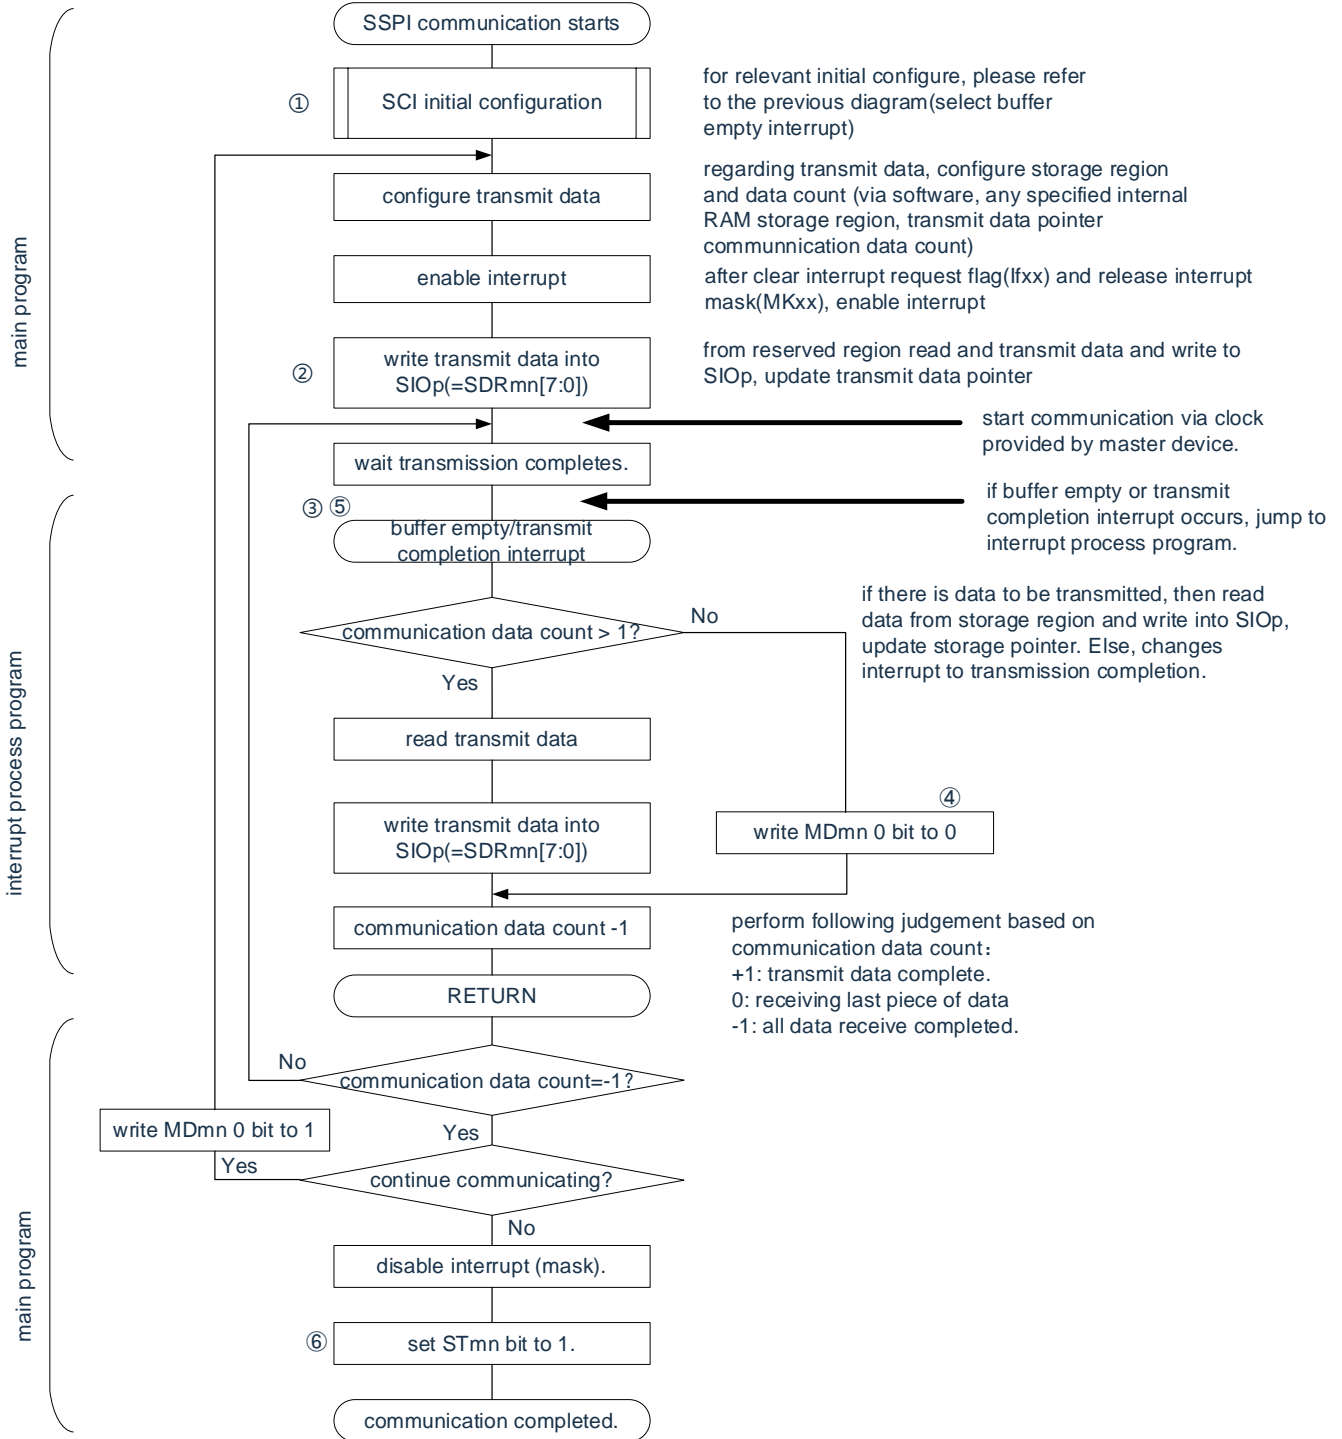 SSPI communication starts
①
SCI initial configuration
for relevant initial configure, please refer
to the previous diagram(select buffer
empty interrupt)
configure transmit data
regarding transmit data, configure storage region
and data count (via software, any specified internal
RAM storage region, transmit data pointer
communnication data count)
enable interrupt
after clear interrupt request flag(Ifxx) and release interrupt
mask(MKxx), enable interrupt
main program
②
write transmit data into
SIOp(=SDRmn[7:0])
from reserved region read and transmit data and write to
SIOp, update transmit data pointer
start communication via clock
provided by master device.
wait transmission completes.
③ ⑤
buffer empty/transmit
completion interrupt
if buffer empty or transmit
completion interrupt occurs, jump to
interrupt process program.
communication data count > 1?
No
Yes
if there is data to be transmitted, then read
data from storage region and write into SIOp,
update storage pointer. Else, changes
interrupt to transmission completion.
interrupt process program
read transmit data
write transmit data into
SIOp(=SDRmn[7:0])
④
write MDmn 0 bit to 0
communication data count -1
perform following judgement based on
communication data count:
+1: transmit data complete.
0: receiving last piece of data
-1: all data receive completed.
RETURN
No
communication data count=-1?
write MDmn 0 bit to 1
Yes
Yes
continue communicating?
No
main program
disable interrupt (mask).
⑥
set STmn bit to 1.
communication completed.